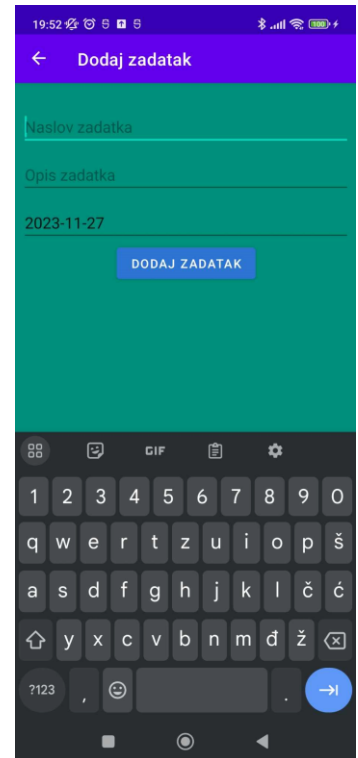 19:52
Dodaj zadatak
Naslov zadatka
Opis zadatka
2023-11-27
DODAJ ZADATAK
GIF
1 2 3 4 5 6 7 8 9 0
q w e r t z u i o p š
a s d f g h j k l č ć
y x c v b n m đ ž
?123 , .